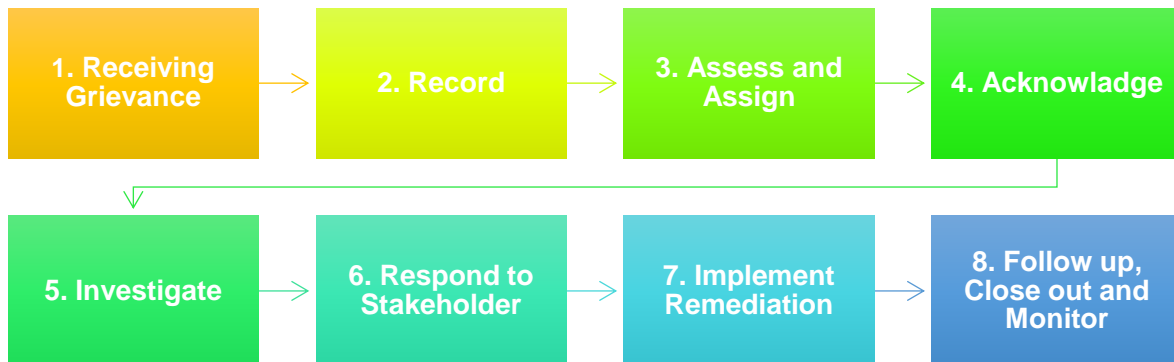 1. Receiving
Grievance
2. Record
3. Assess and
Assign
4. Acknowladge
5. Investigate
6. Respond to
Stakeholder
7. Implement
Remediation
8. Follow up,
Close out and
Monitor